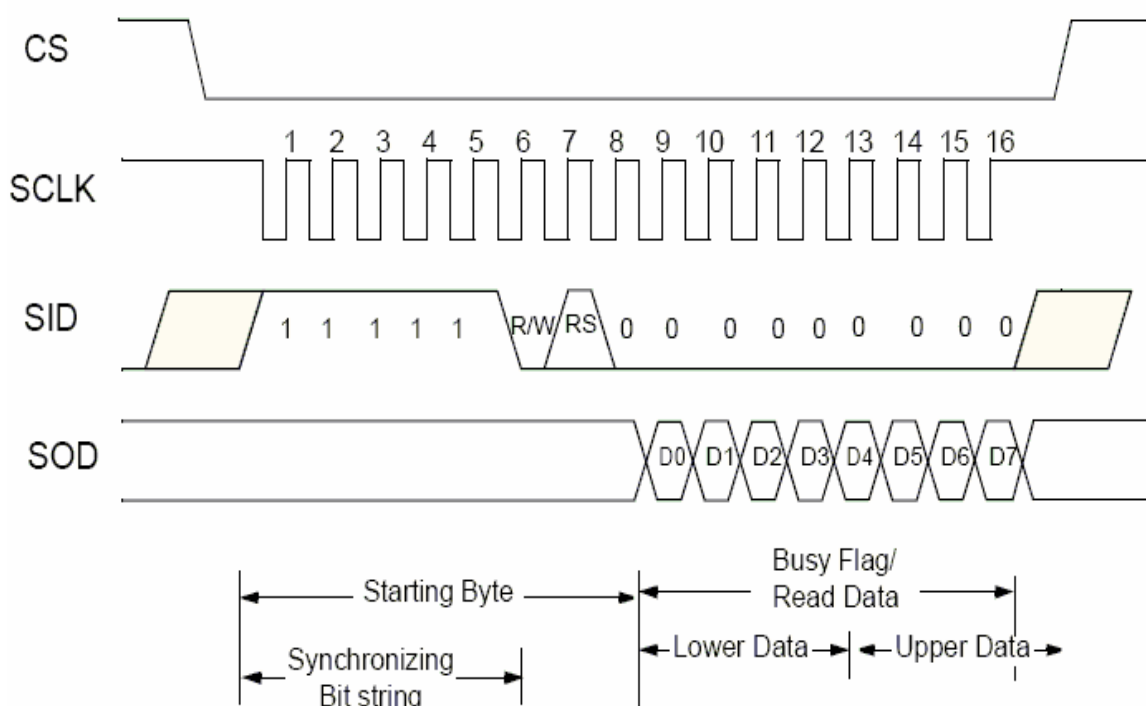 CS
1 2 3 4 5 6 7 8 9 10 11 12 13 14 15 16
SCLK
SID
1 1 1 1 1 R/W RS 0 0 0 0 0 0 0 0 0
SOD
D0 D1 D2 D3 D4 D5 D6 D7
Starting Byte
Busy Flag/
Read Data
Lower Data
Upper Data
Synchronizing
Bit string